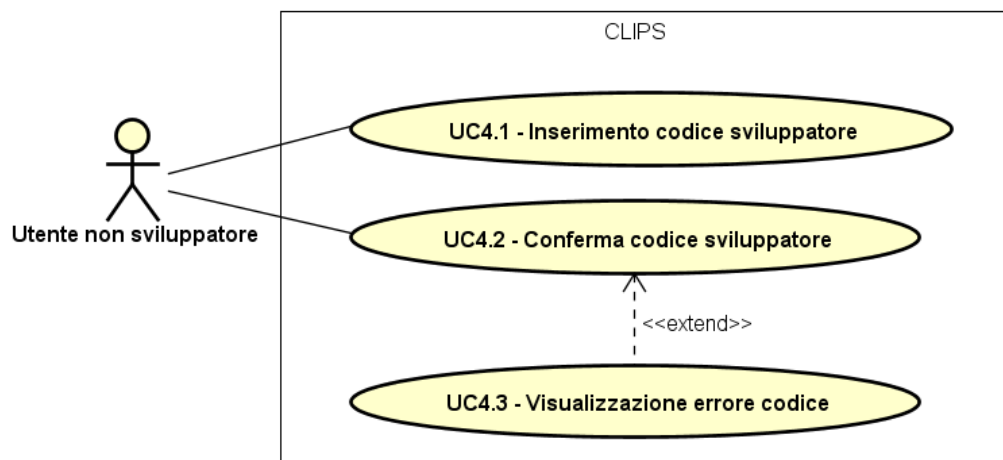 CLIPS
UC4.1 - Inserimento codice sviluppatore
Utente non sviluppatore
UC4.2 - Conferma codice sviluppatore
<<extend>>
UC4.3 - Visualizzazione errore codice